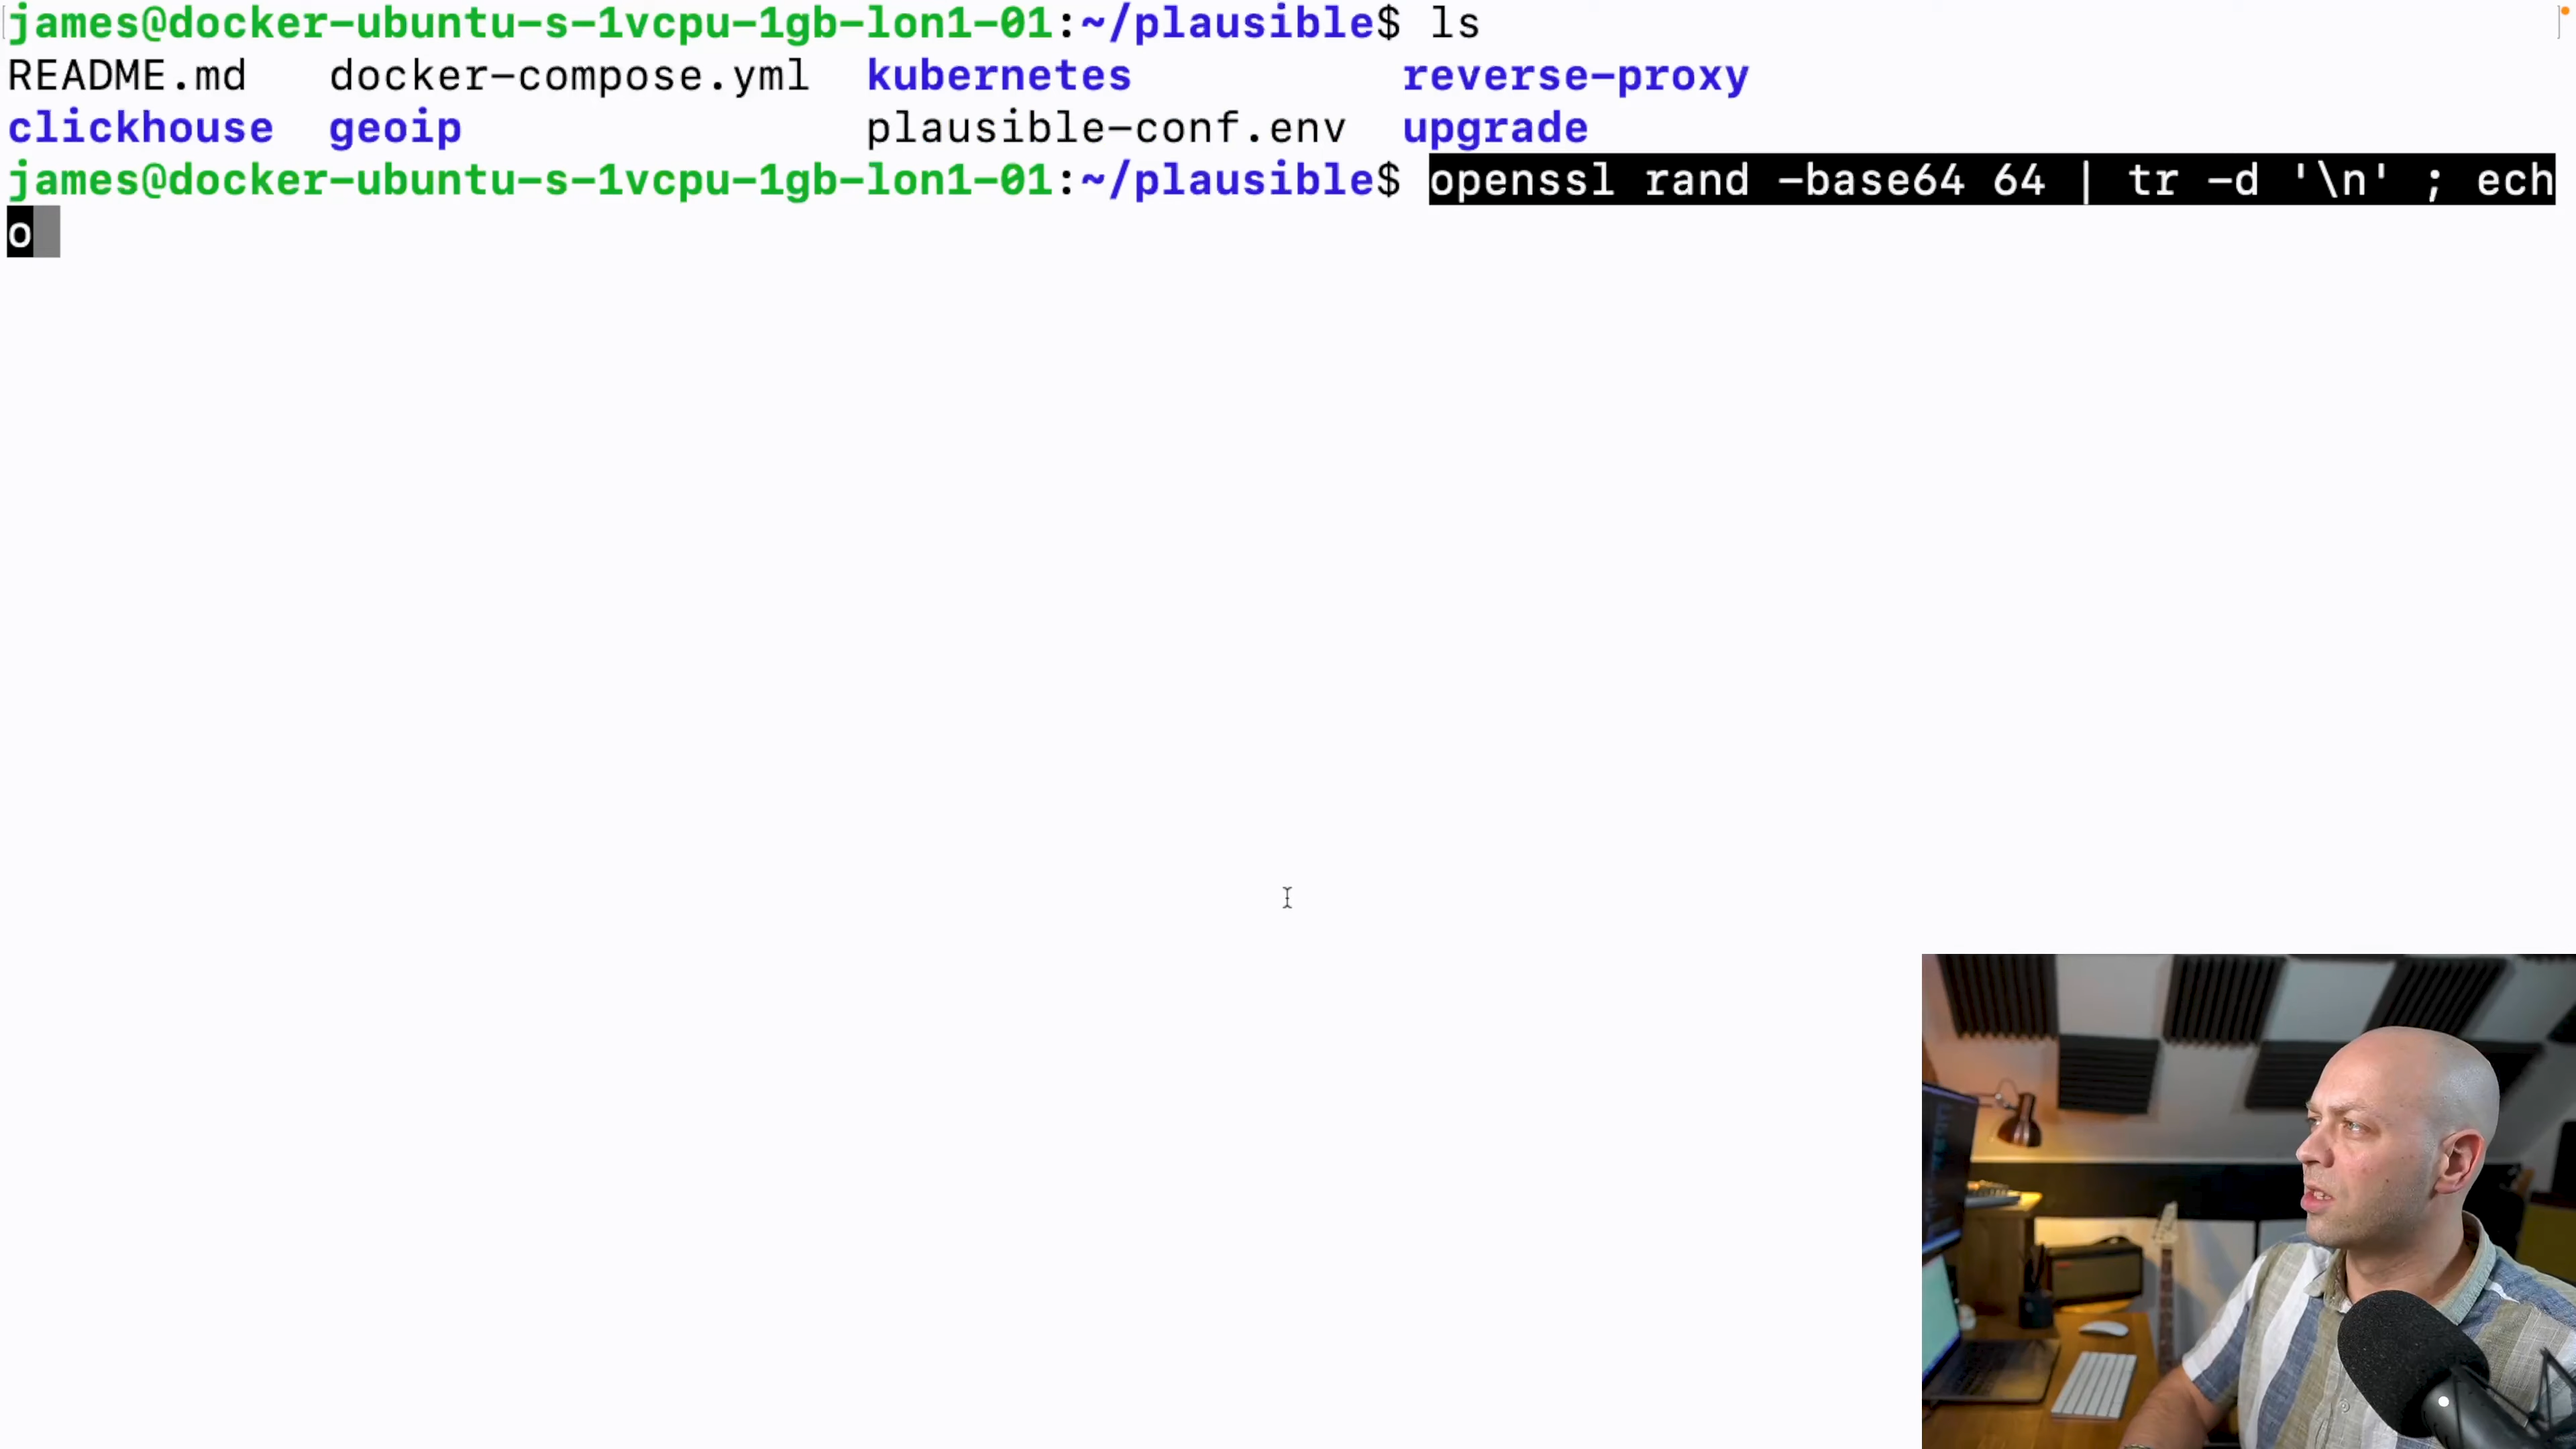 james@docker-ubuntu-s-1vcpu-1gb-lon1-01:~/plausible$ ls
README.md docker-compose.yml kubernetes reverse-proxy
clickhouse geoip plausible-conf.env upgrade
james@docker-ubuntu-s-1vcpu-1gb-lon1-01:~/plausible$ openssl rand -base64 64 | tr -d '\n' ; ech
o